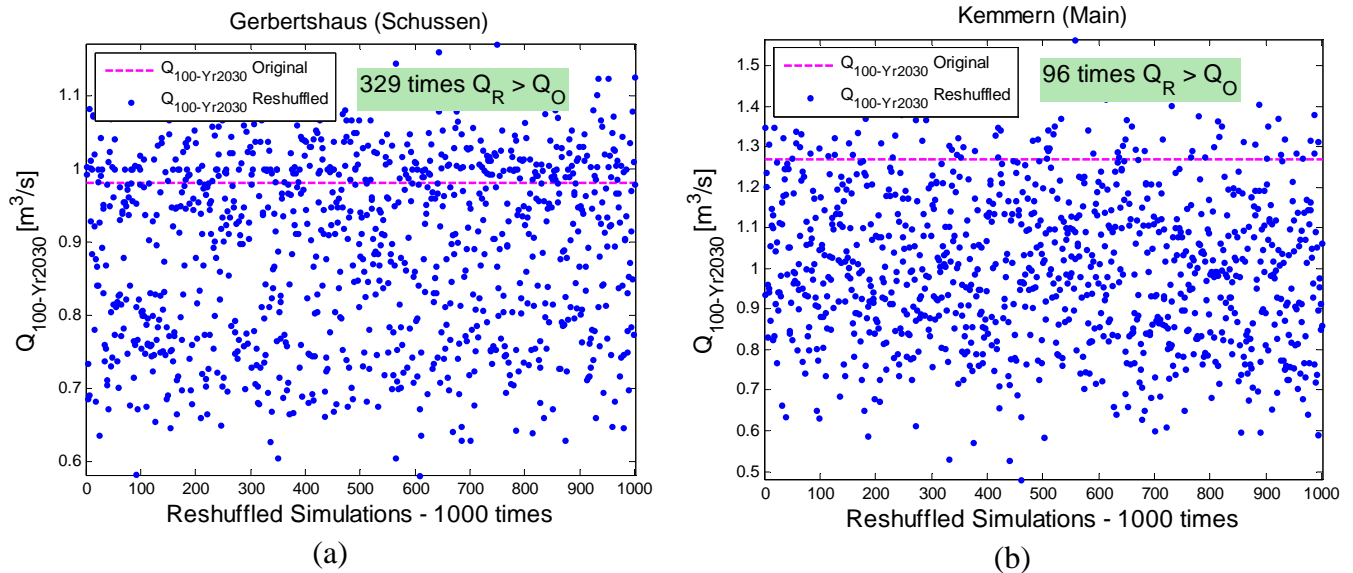 Gerbertshaus (Schussen)
Q100-Yr2030 Original
Q100-Yr2030 Reshuffled
329 times QR > QO
1.1
1
0.9
0.8
0.7
0.6
Q100-Yr2030 [m3/s]
0 100 200 300 400 500 600 700 800 900 1000
Reshuffled Simulations - 1000 times
(a)
Kemmern (Main)
Q100-Yr2030 Original
Q100-Yr2030 Reshuffled
96 times QR > QO
1.5
1.4
1.3
1.2
1.1
1
0.9
0.8
0.7
0.6
0.5
Q100-Yr2030 [m3/s]
0 100 200 300 400 500 600 700 800 900 1000
Reshuffled Simulations - 1000 times
(b)